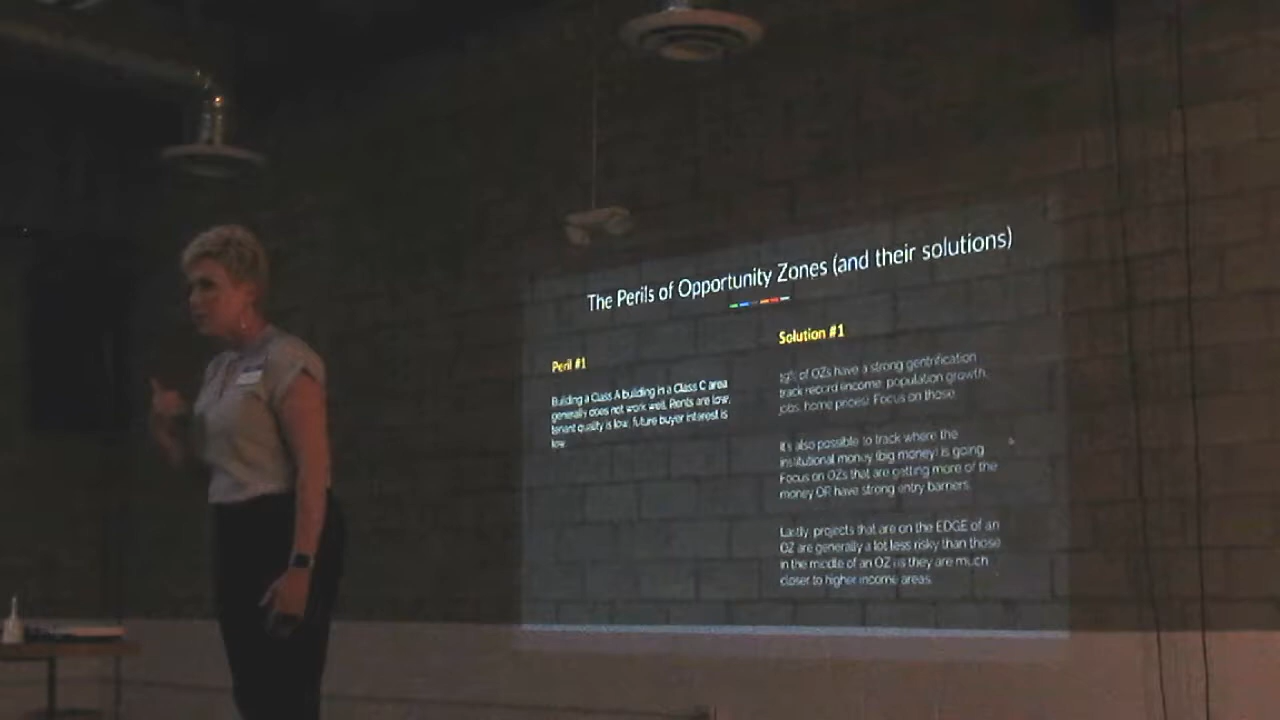 The Perils of Opportunity Zones (and their solutions)
Peril #1
Building a Class A building in a Class C area
generally does not work well. Rents are low,
tenant quality is low, future buyer interest is
low.
Solution #1
19% of OZs have a strong gentrification
track record (income, population growth,
jobs, home prices). Focus on those.
It's also possible to track where the
institutional money (big money) is going.
Focus on OZs that are getting more of the
money OR have strong entry barriers.
Lastly, projects that are on the EDGE of an
OZ are generally a lot less risky than those
in the middle of an OZ as they are much
closer to higher income areas.